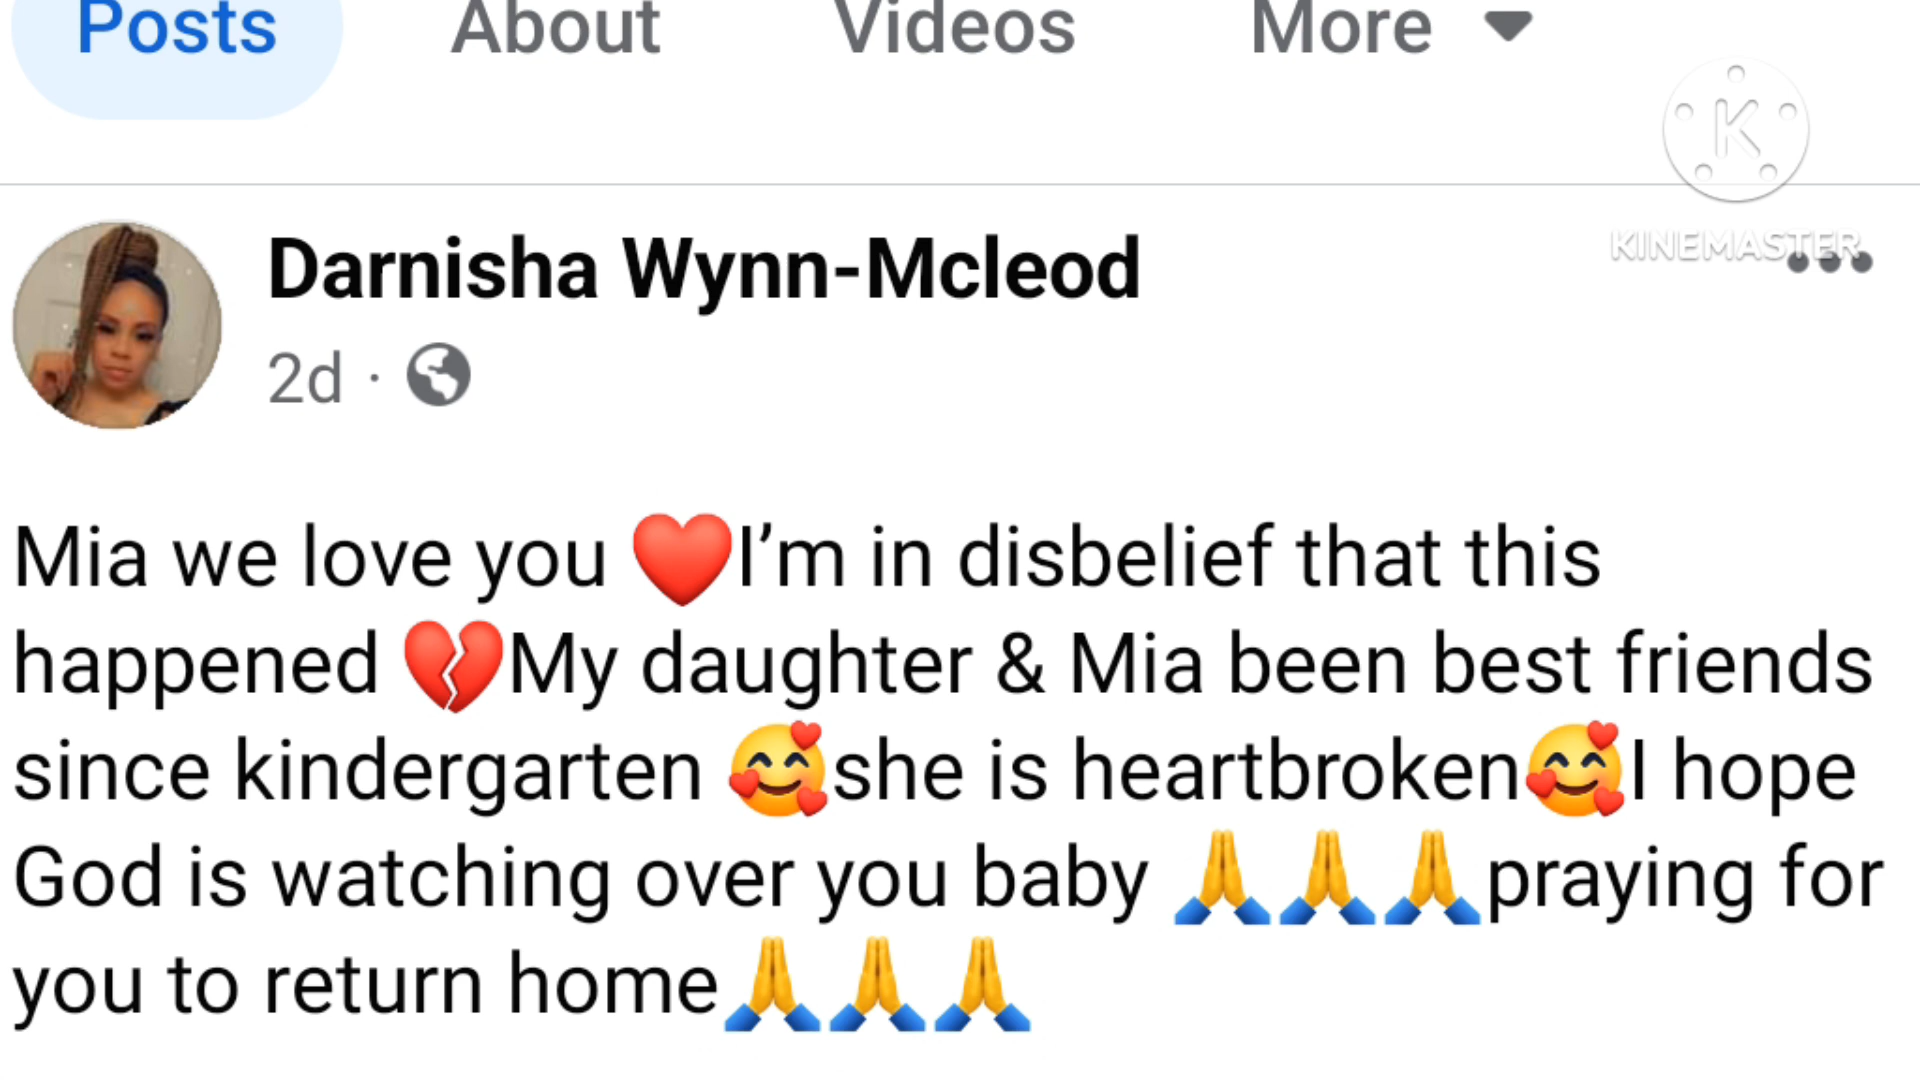 Posts About Videos More
K
KINEMASTER
Darnisha Wynn-Mcleod
2d ·
Mia we love you ❤️I’m in disbelief that this
happened 💔My daughter & Mia been best friends
since kindergarten 🥰she is heartbroken🥰I hope
God is watching over you baby 🙏🙏🙏praying for
you to return home🙏🙏🙏